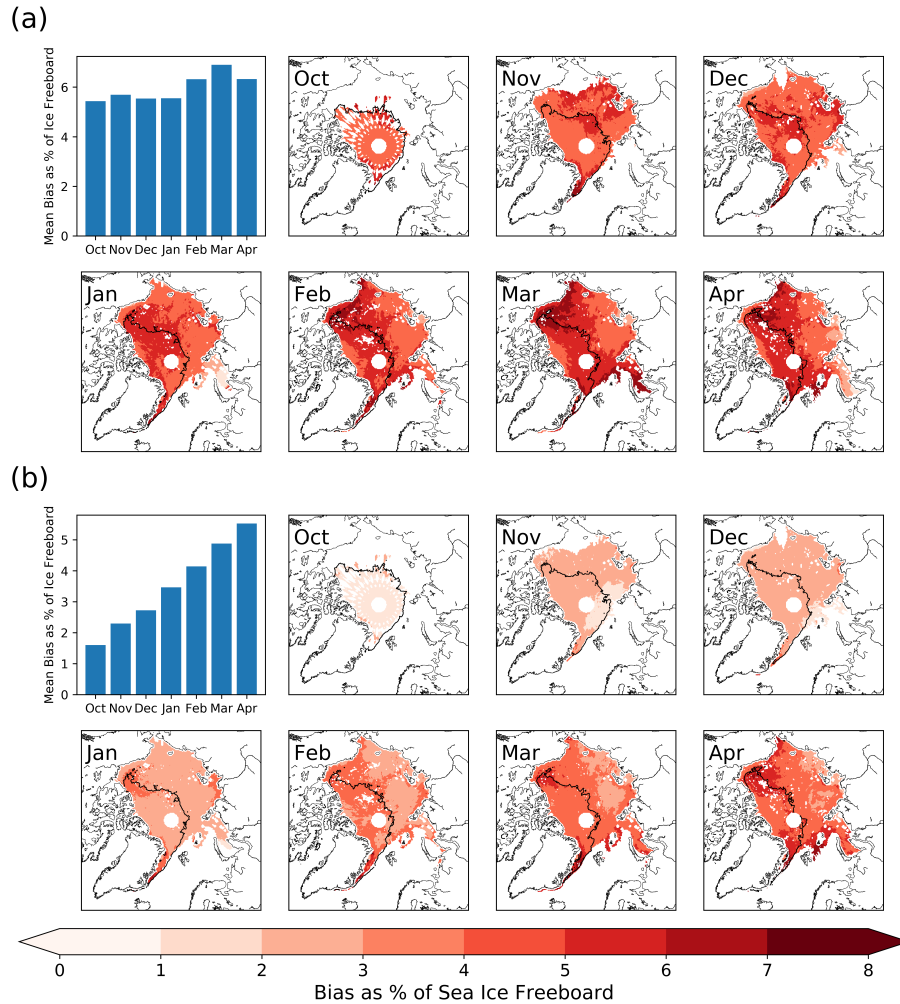 (a)
Mean Bias as % of Ice Freeboard
6
4
2
0
Oct Nov Dec Jan Feb Mar Apr
Oct
Nov
Dec
Jan
Feb
Mar
Apr
(b)
Mean Bias as % of Ice Freeboard
5
4
3
2
1
0
Oct Nov Dec Jan Feb Mar Apr
Oct
Nov
Dec
Jan
Feb
Mar
Apr
0 1 2 3 4 5 6 7 8
Bias as % of Sea Ice Freeboard